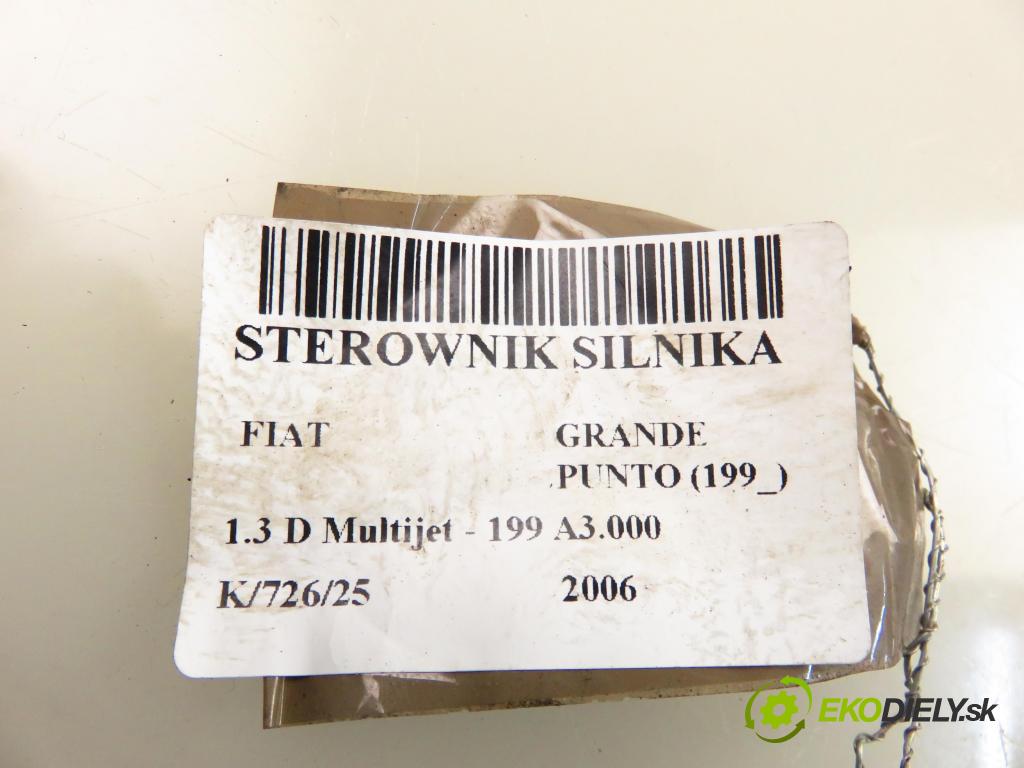 STEROWNIK SILNIKA
FIAT
GRANDE
PUNTO (199_)
1.3 D Multijet - 199 A3.000
K/726/25
2006
EKODIELY.sk